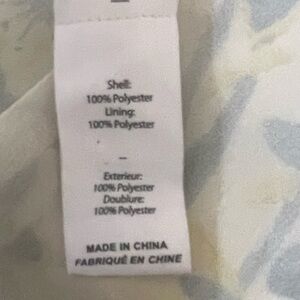 Shell:
100% Polyester
Lining:
100% Polyester
–
Exterieur:
100% Polyester
Doublure:
100% Polyester
MADE IN CHINA
FABRIQUÉ EN CHINE